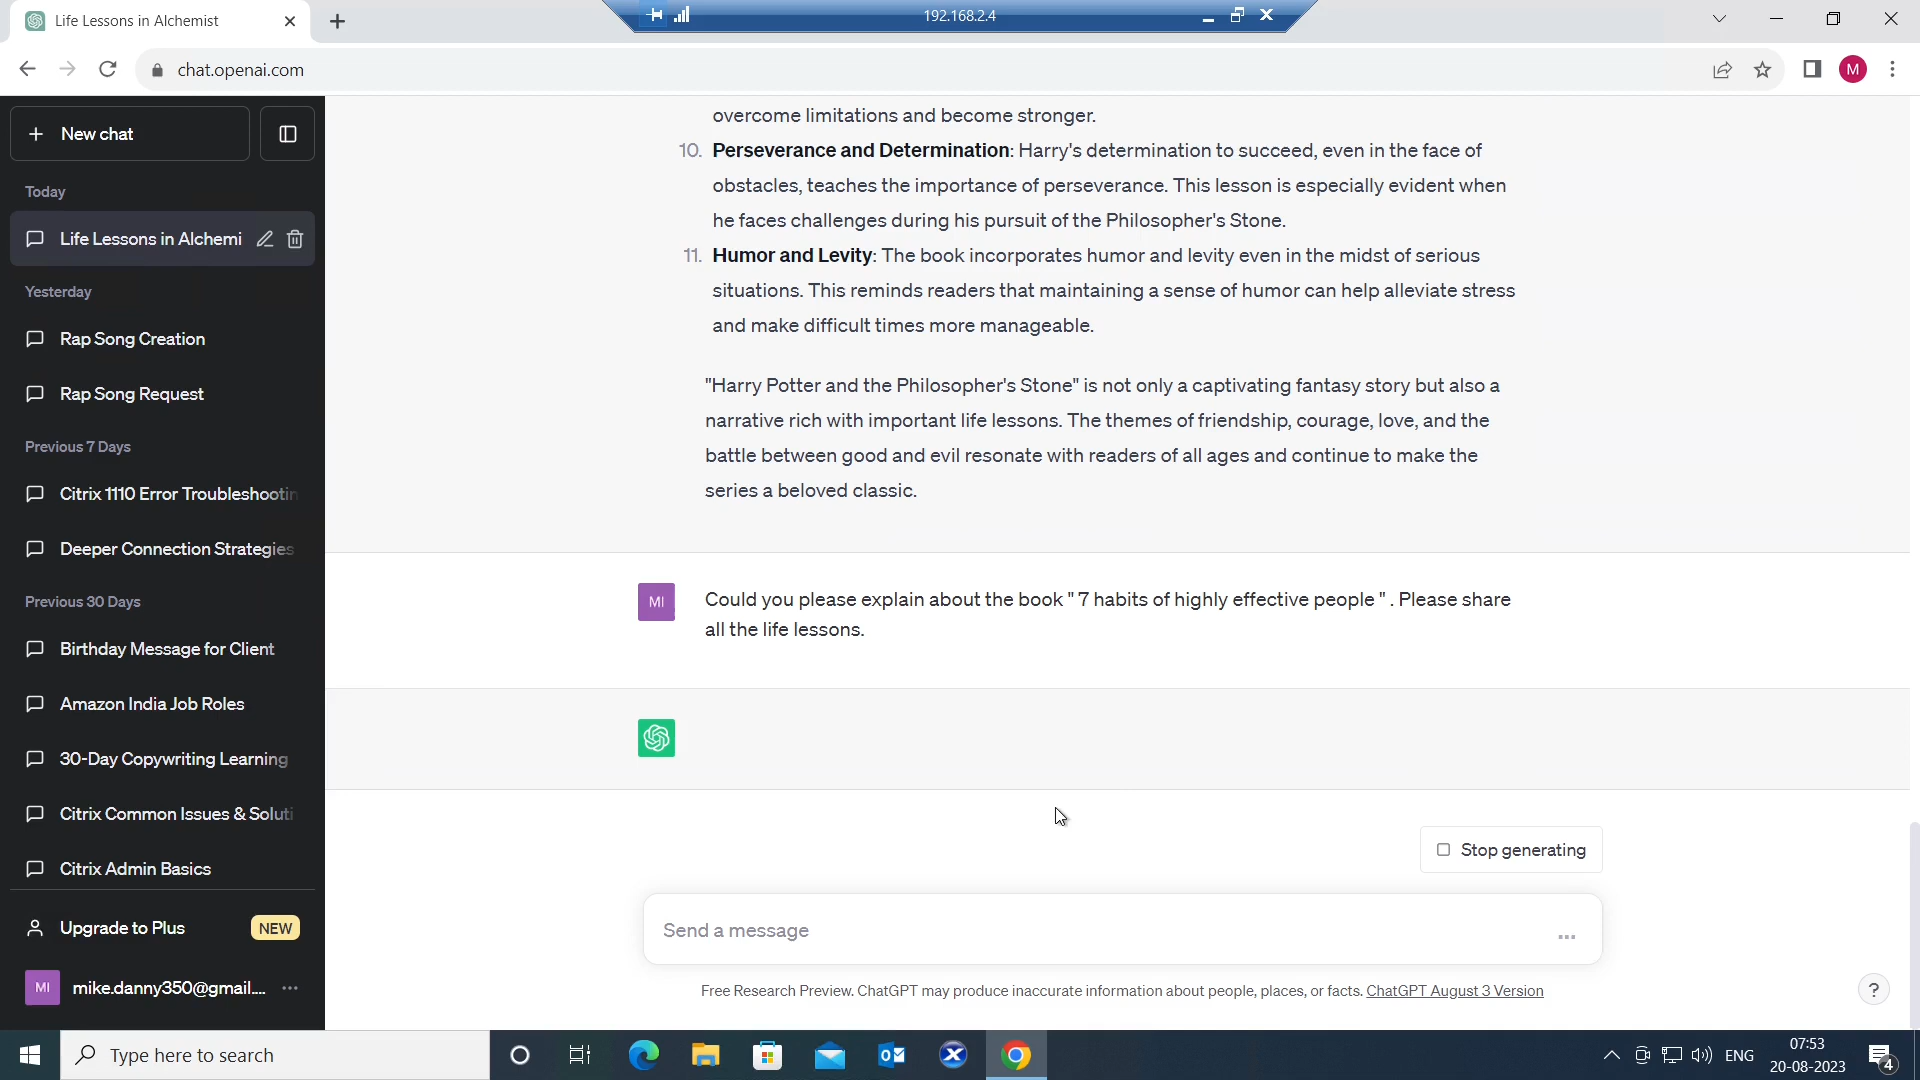 Life Lessons in Alchemist
192.168.2.4
chat.openai.com
M
New chat
Today
Life Lessons in Alchemi
Yesterday
Rap Song Creation
Rap Song Request
Previous 7 Days
Citrix 1110 Error Troubleshootin
Deeper Connection Strategies
Previous 30 Days
Birthday Message for Client
Amazon India Job Roles
30-Day Copywriting Learning
Citrix Common Issues & Soluti
Citrix Admin Basics
Upgrade to Plus
NEW
MI
mike.danny350@gmail....
overcome limitations and become stronger.
10. Perseverance and Determination: Harry's determination to succeed, even in the face of
obstacles, teaches the importance of perseverance. This lesson is especially evident when
he faces challenges during his pursuit of the Philosopher's Stone.
11. Humor and Levity: The book incorporates humor and levity even in the midst of serious
situations. This reminds readers that maintaining a sense of humor can help alleviate stress
and make difficult times more manageable.
"Harry Potter and the Philosopher's Stone" is not only a captivating fantasy story but also a
narrative rich with important life lessons. The themes of friendship, courage, love, and the
battle between good and evil resonate with readers of all ages and continue to make the
series a beloved classic.
MI
Could you please explain about the book " 7 habits of highly effective people " . Please share
all the life lessons.
Stop generating
Send a message
Free Research Preview. ChatGPT may produce inaccurate information about people, places, or facts. ChatGPT August 3 Version
?
Type here to search
ENG
07:53
20-08-2023
4